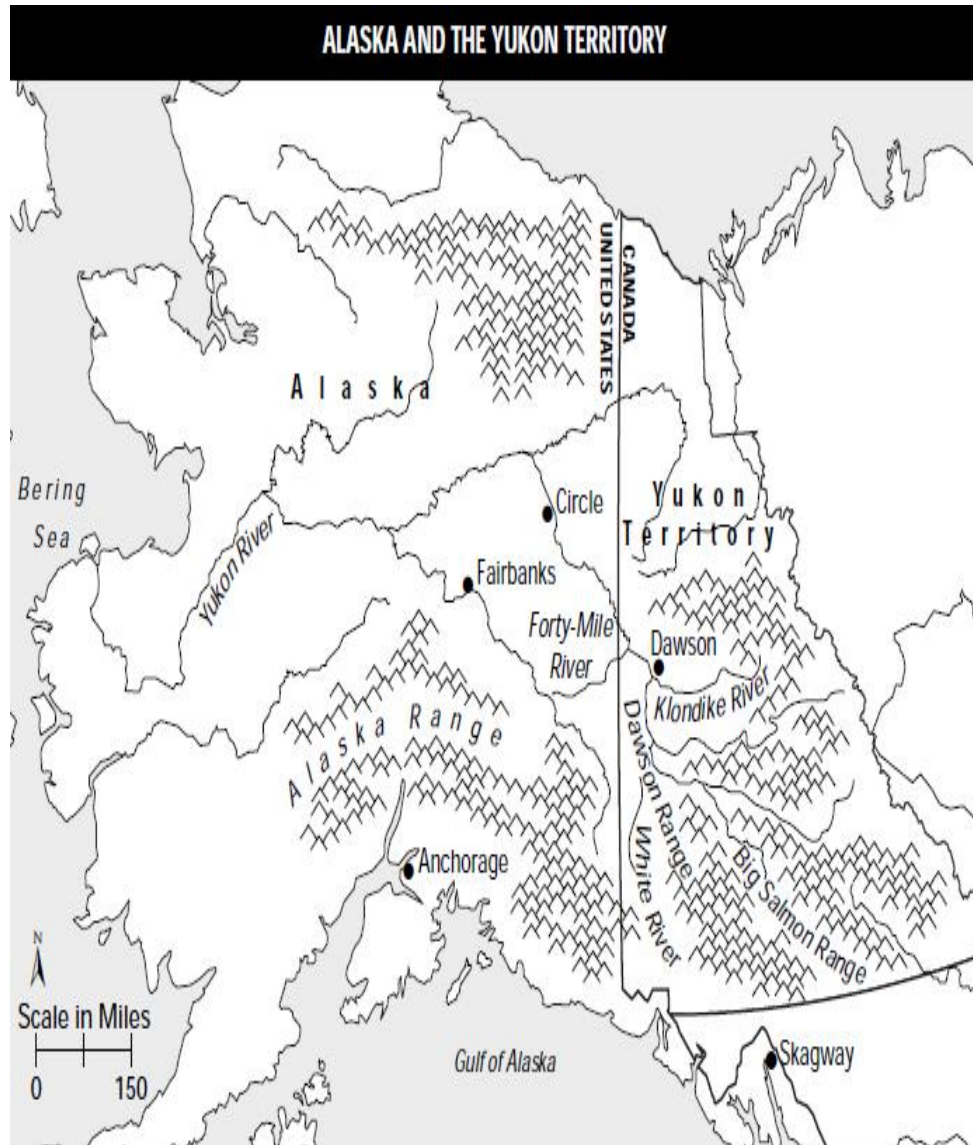 ALASKA AND THE YUKON TERRITORY
CANADA
UNITED STATES
Alaska
Bering
Sea
Yukon River
Circle
Fairbanks
Yukon
Territory
Forty-Mile
River
Dawson
Klondike River
Alaska Range
Dawson Range
White River
Big Salmon Range
Anchorage
N
Scale in Miles
0 150
Gulf of Alaska
Skagway